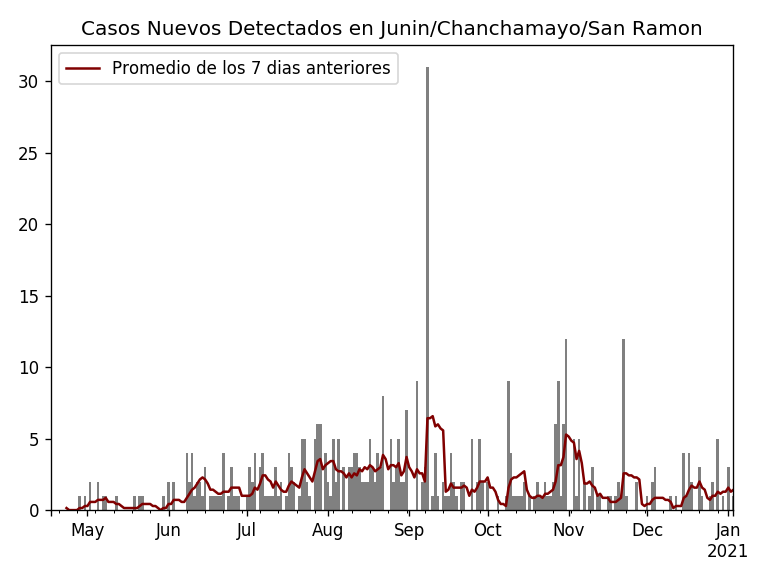 Casos Nuevos Detectados en Junin/Chanchamayo/San Ramon
Promedio de los 7 dias anteriores
30
25
20
15
10
5
0
May Jun Jul Aug Sep Oct Nov Dec Jan
2021